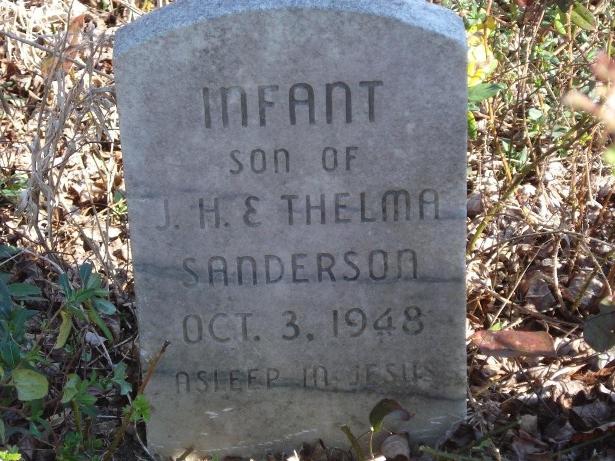 INFANT
SON OF
J. H. & THELMA
SANDERSON
OCT. 3, 1948
ASLEEP IN JESUS